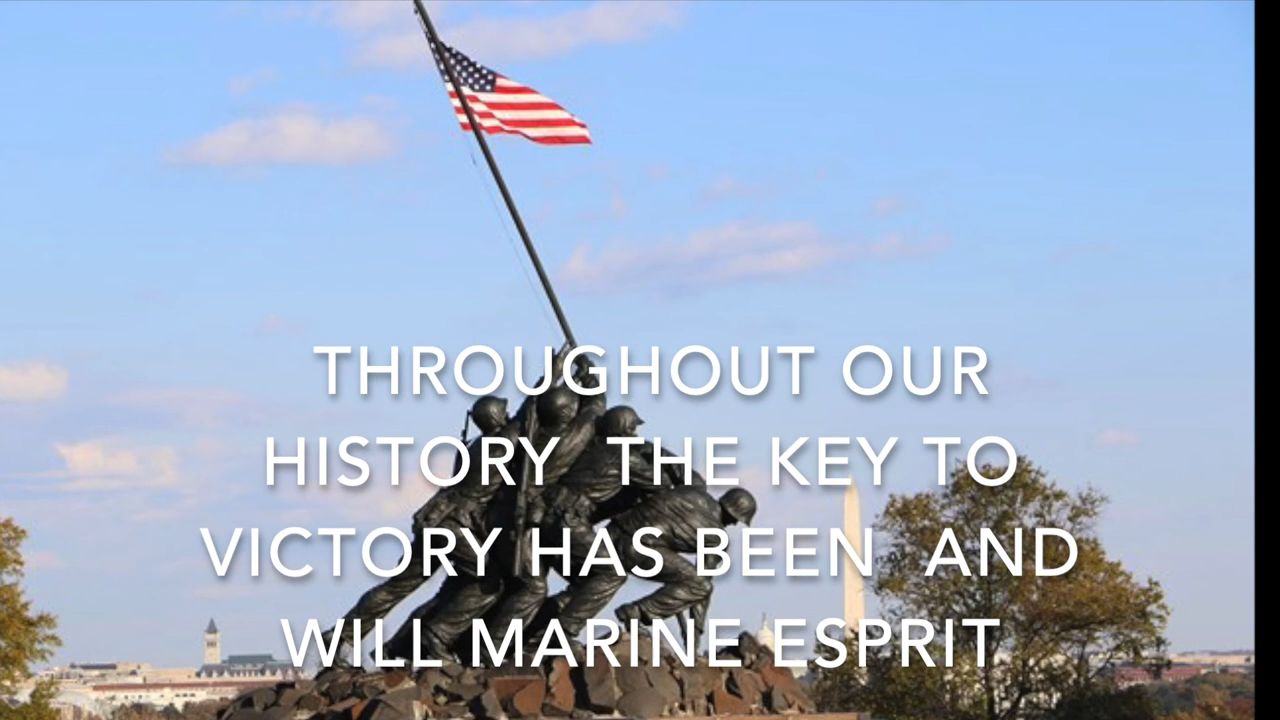 THROUGHOUT OUR
HISTORY THE KEY TO
VICTORY HAS BEEN AND
WILL MARINE ESPRIT